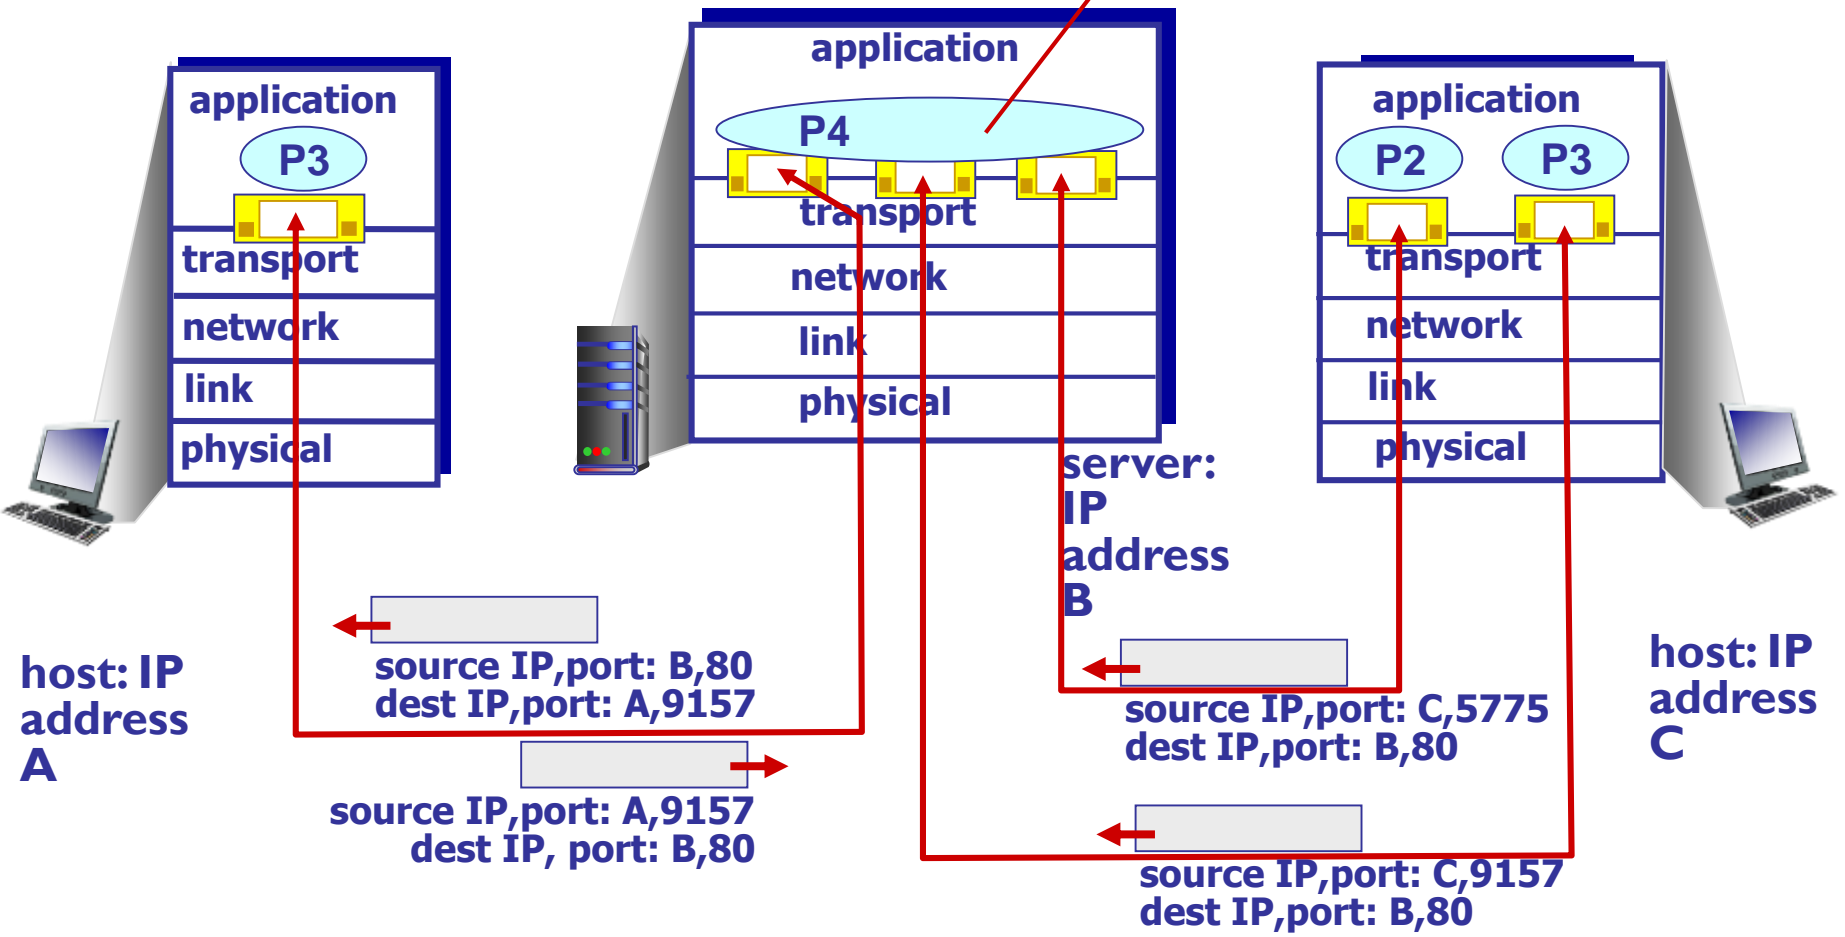 application
P3
transport
network
link
physical
host: IP
address
A
application
P4
transport
network
link
physical
server:
IP
address
B
application
P2
P3
transport
network
link
physical
host: IP
address
C
source IP,port: B,80
dest IP,port: A,9157
source IP,port: A,9157
dest IP, port: B,80
source IP,port: C,5775
dest IP,port: B,80
source IP,port: C,9157
dest IP,port: B,80